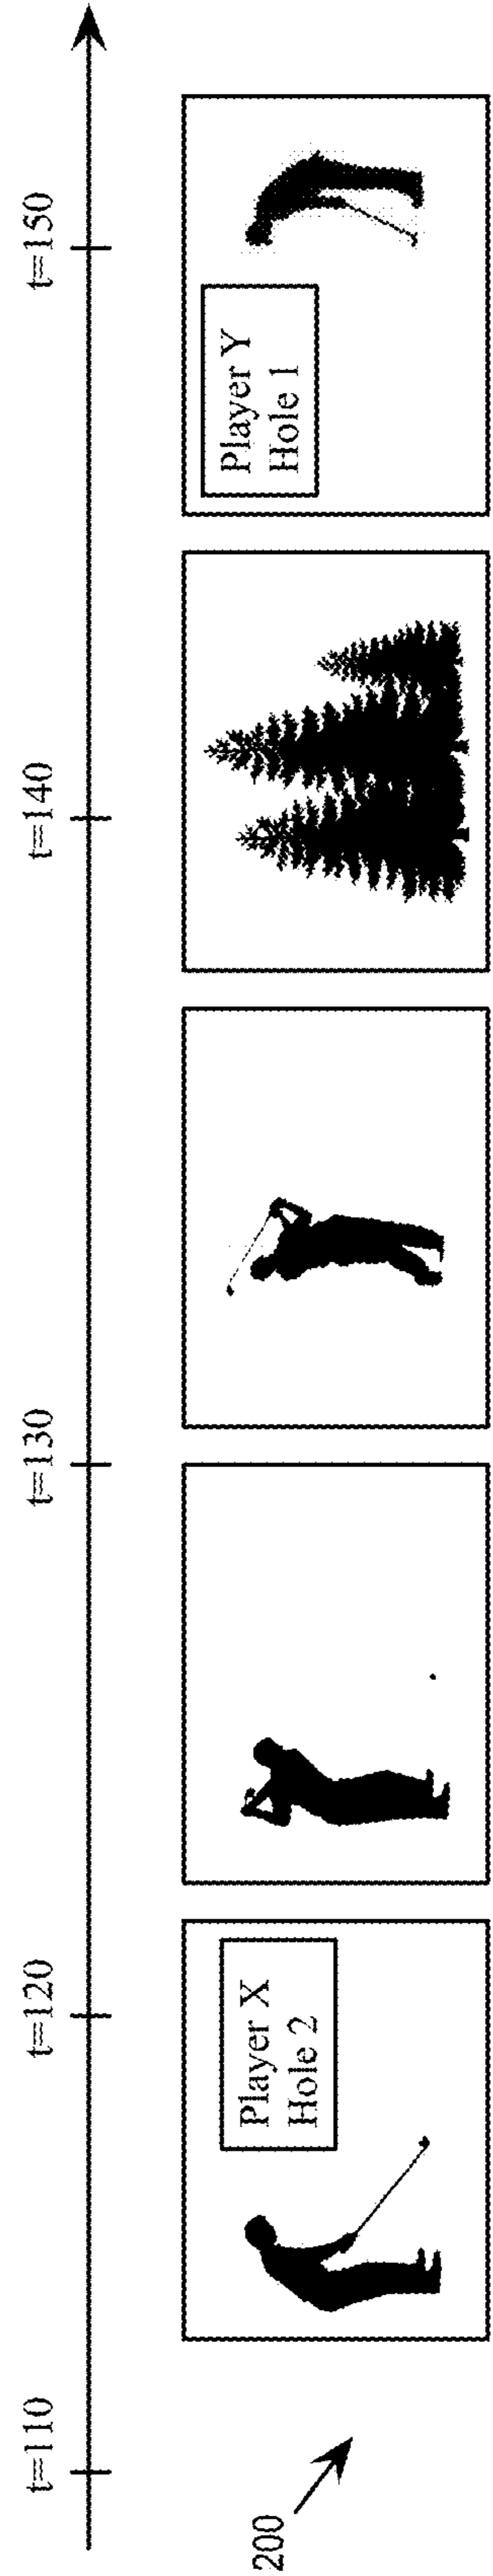 t=110
t=120
t=130
t=140
t=150
Player X
Hole 2
Player Y
Hole 1
200